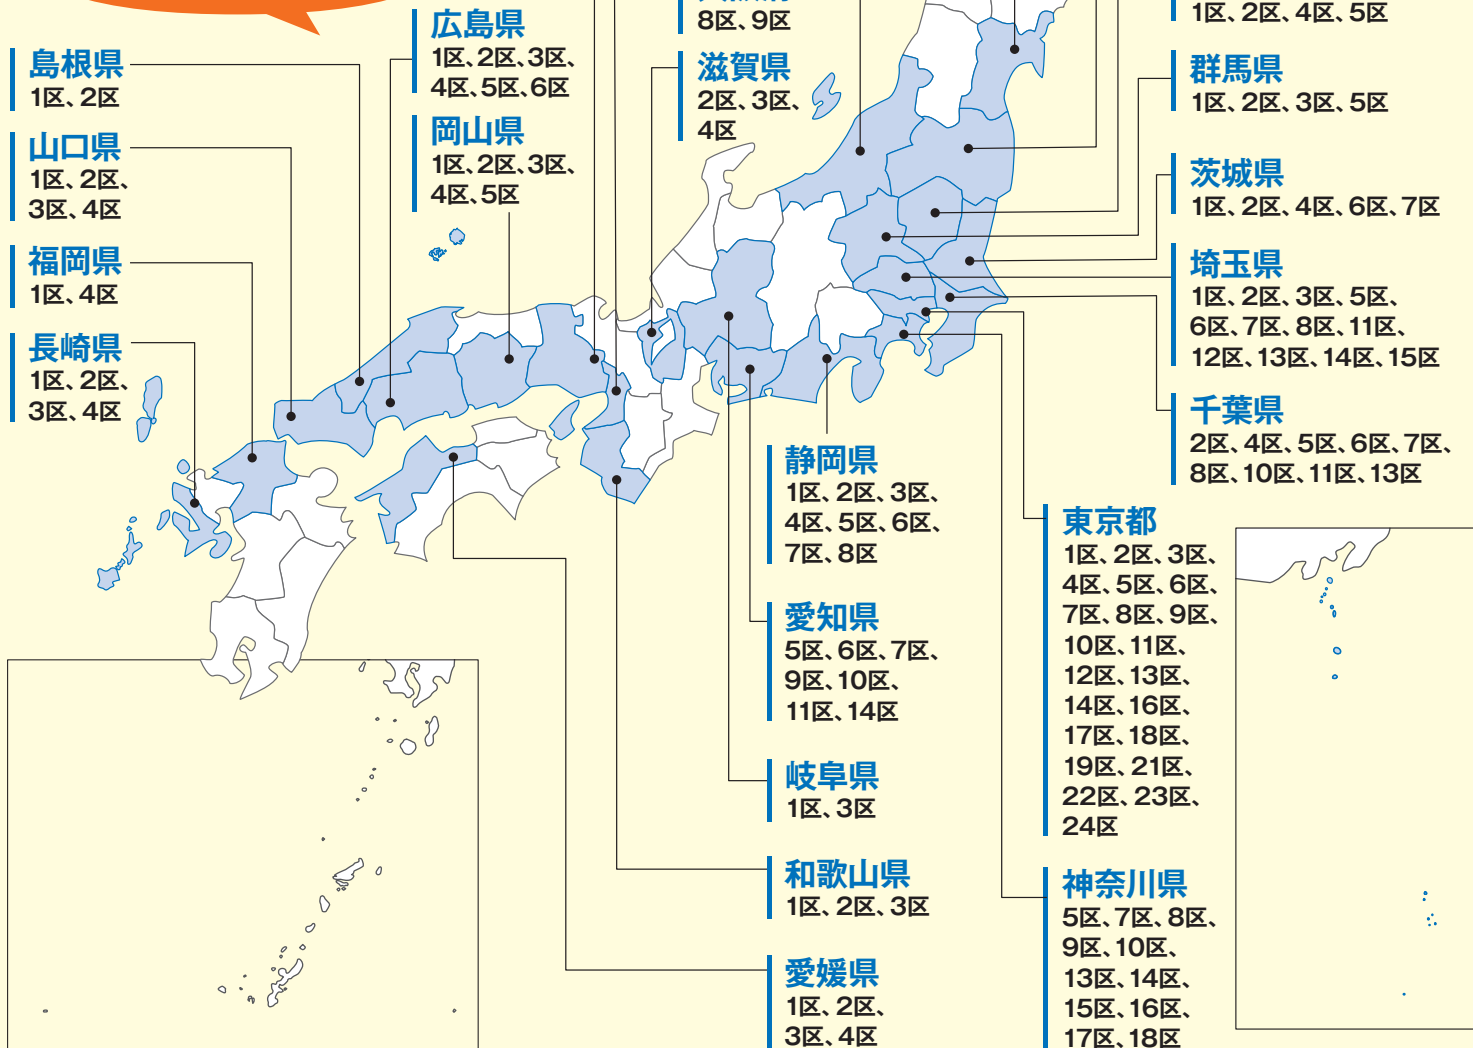 島根県
1区、2区
山口県
1区、2区、
3区、4区
福岡県
1区、4区
長崎県
1区、2区、
3区、4区
広島県
1区、2区、3区、
4区、5区、6区
岡山県
1区、2区、3区、
4区、5区
8区、9区
滋賀県
2区、3区、
4区
静岡県
1区、2区、3区、
4区、5区、6区、
7区、8区
愛知県
5区、6区、7区、
9区、10区、
11区、14区
岐阜県
1区、3区
和歌山県
1区、2区、3区
愛媛県
1区、2区、
3区、4区
1区、2区、4区、5区
群馬県
1区、2区、3区、5区
茨城県
1区、2区、4区、6区、7区
埼玉県
1区、2区、3区、5区、
6区、7区、8区、11区、
12区、13区、14区、15区
千葉県
2区、4区、5区、6区、7区、
8区、10区、11区、13区
東京都
1区、2区、3区、
4区、5区、6区、
7区、8区、9区、
10区、11区、
12区、13区、
14区、16区、
17区、18区、
19区、21区、
22区、23区、
24区
神奈川県
5区、7区、8区、
9区、10区、
13区、14区、
15区、16区、
17区、18区